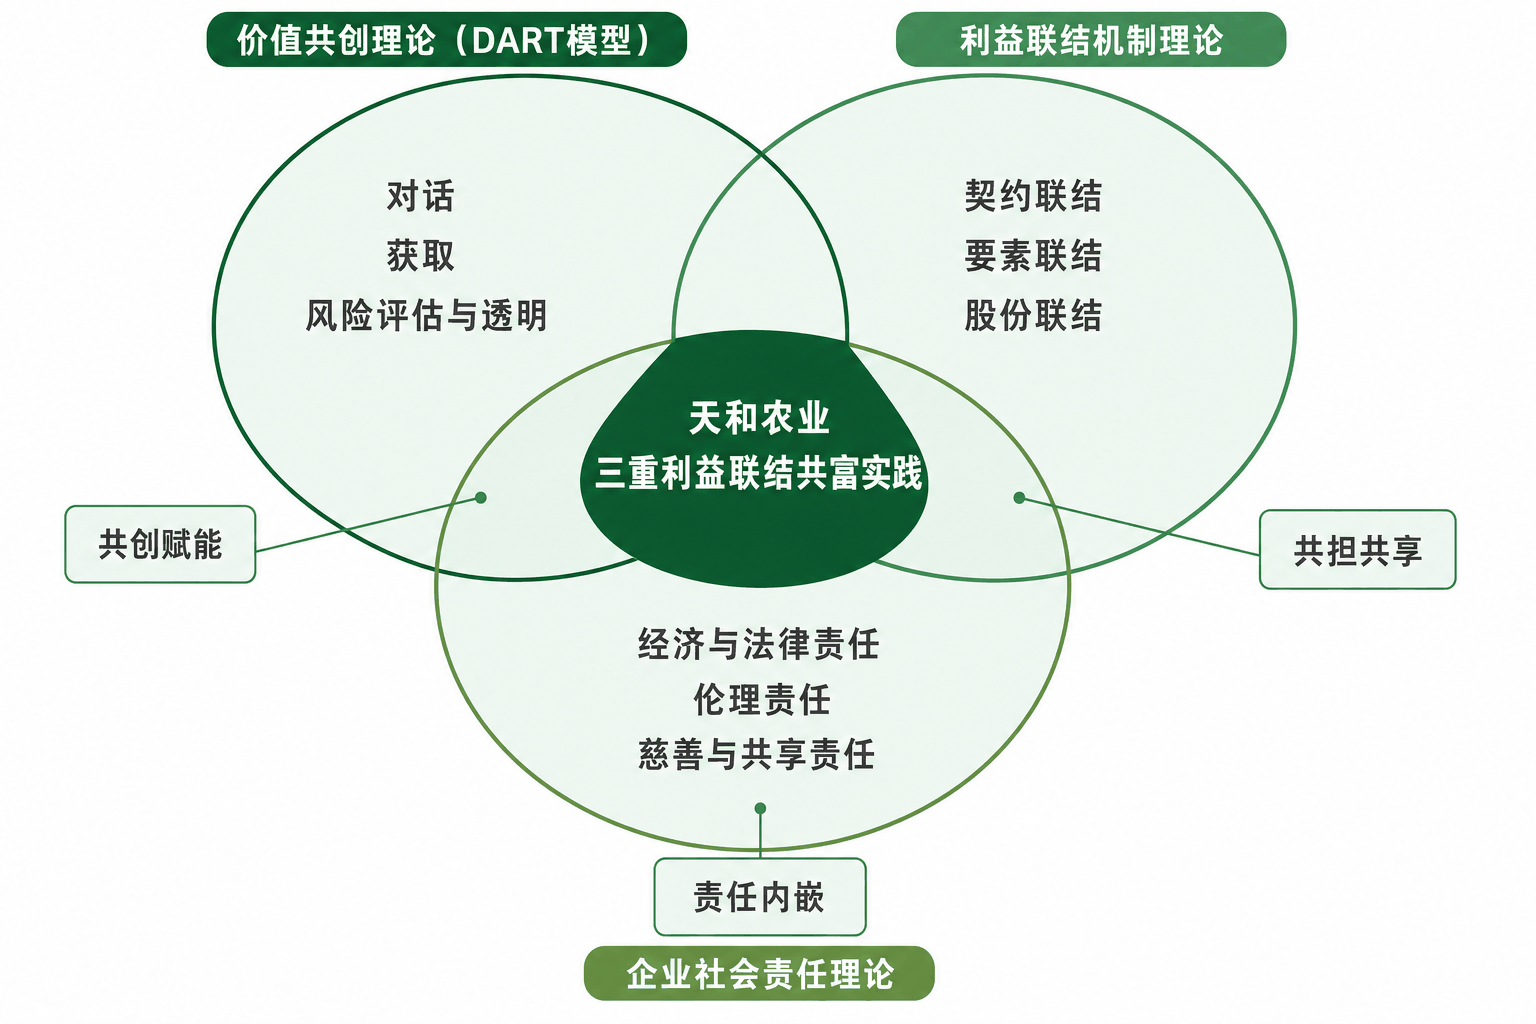 价值共创理论（DART模型）
利益联结机制理论
对话
获取
风险评估与透明
契约联结
要素联结
股份联结
天和农业
三重利益联结共富实践
共创赋能
共担共享
经济与法律责任
伦理责任
慈善与共享责任
责任内嵌
企业社会责任理论